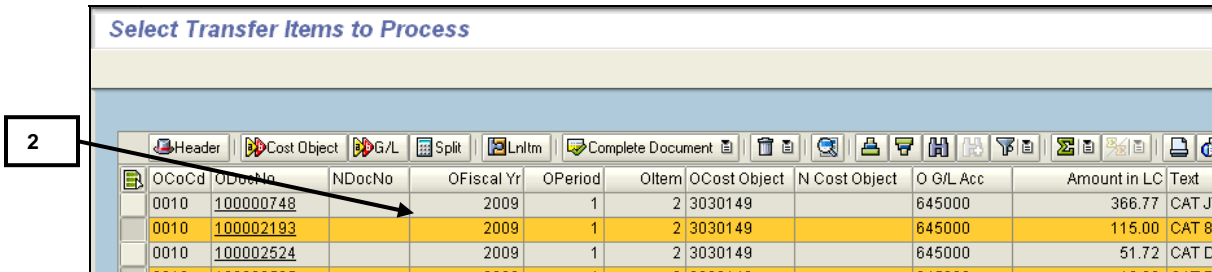 Select Transfer Items to Process
2
Header Cost Object G/L Split LnItm Complete Document
OCoCd ODocNo NDocNo OFiscal Yr OPeriod OItem OCost Object N Cost Object O G/L Acc Amount in LC Text
0010 100000748 2009 1 2 3030149 645000 366.77 CAT J
0010 100002193 2009 1 2 3030149 645000 115.00 CAT 8
0010 100002524 2009 1 2 3030149 645000 51.72 CAT D